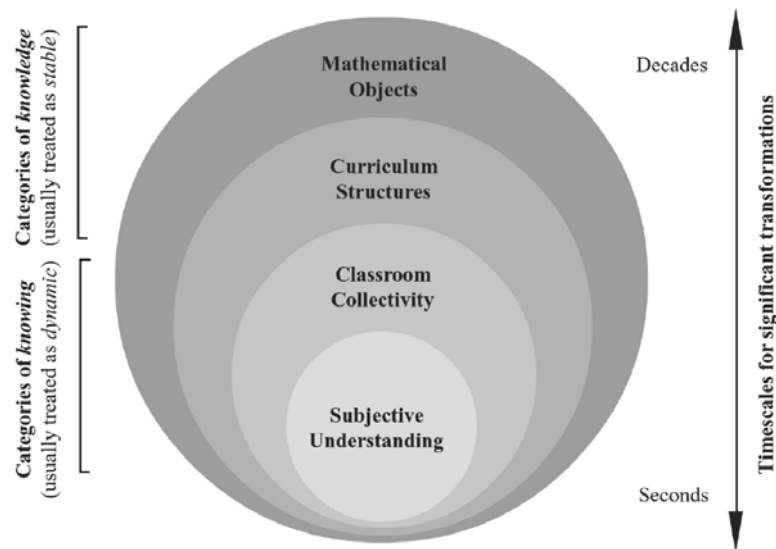 Categories of knowledge
(usually treated as stable)
Categories of knowing
(usually treated as dynamic)
Mathematical
Objects
Curriculum
Structures
Classroom
Collectivity
Subjective
Understanding
Decades
Seconds
Timescales for significant transformations